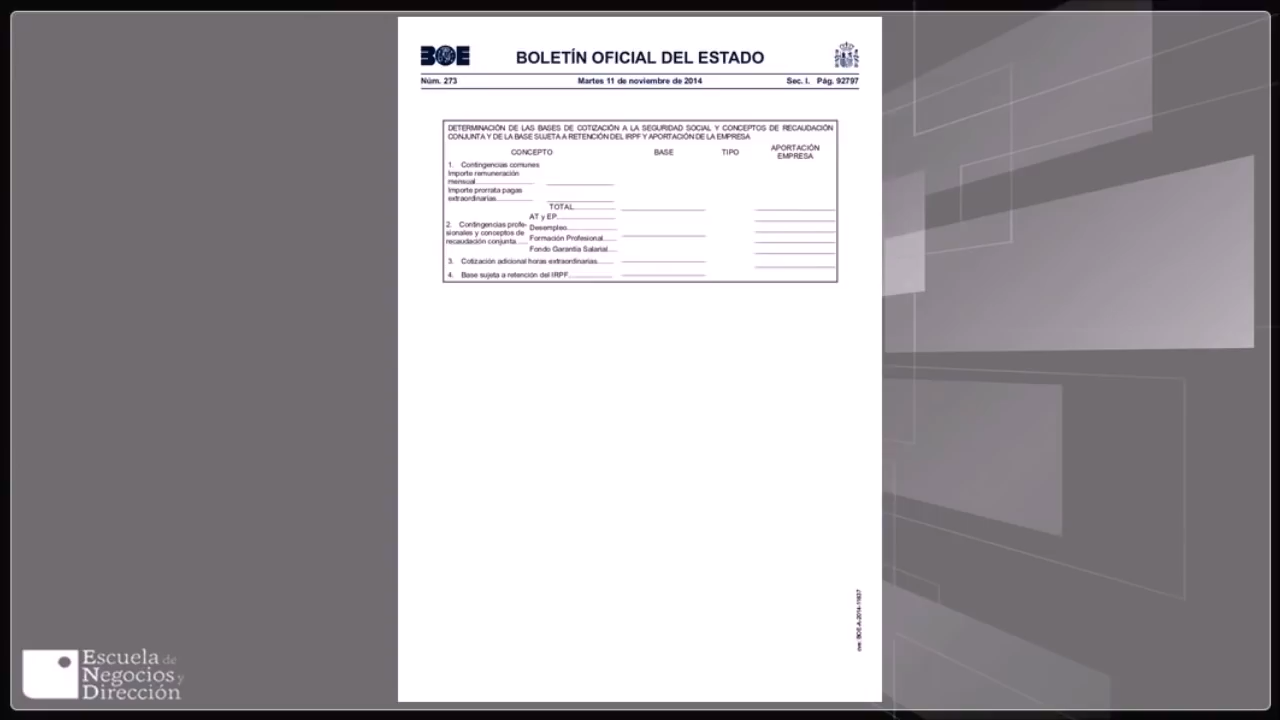 BOE
BOLETÍN OFICIAL DEL ESTADO
Núm. 273
Martes 11 de noviembre de 2014
Sec. I. Pág. 92797
DETERMINACIÓN DE LAS BASES DE COTIZACIÓN A LA SEGURIDAD SOCIAL Y CONCEPTOS DE RECAUDACIÓN
CONJUNTA Y DE LA BASE SUJETA A RETENCIÓN DEL IRPF Y APORTACIÓN DE LA EMPRESA
CONCEPTO
BASE
TIPO
APORTACIÓN
EMPRESA
1. Contingencias comunes
Importe remuneración
mensual
Importe prorrata pagas
extraordinarias
TOTAL
2. Contingencias profe-
sionales y conceptos de
recaudación conjunta
AT y EP
Desempleo
Formación Profesional
Fondo Garantía Salarial
3. Cotización adicional horas extraordinarias
4. Base sujeta a retención del IRPF
cve: BOE-A-2014-11637
Escuela de
Negocios y
Dirección